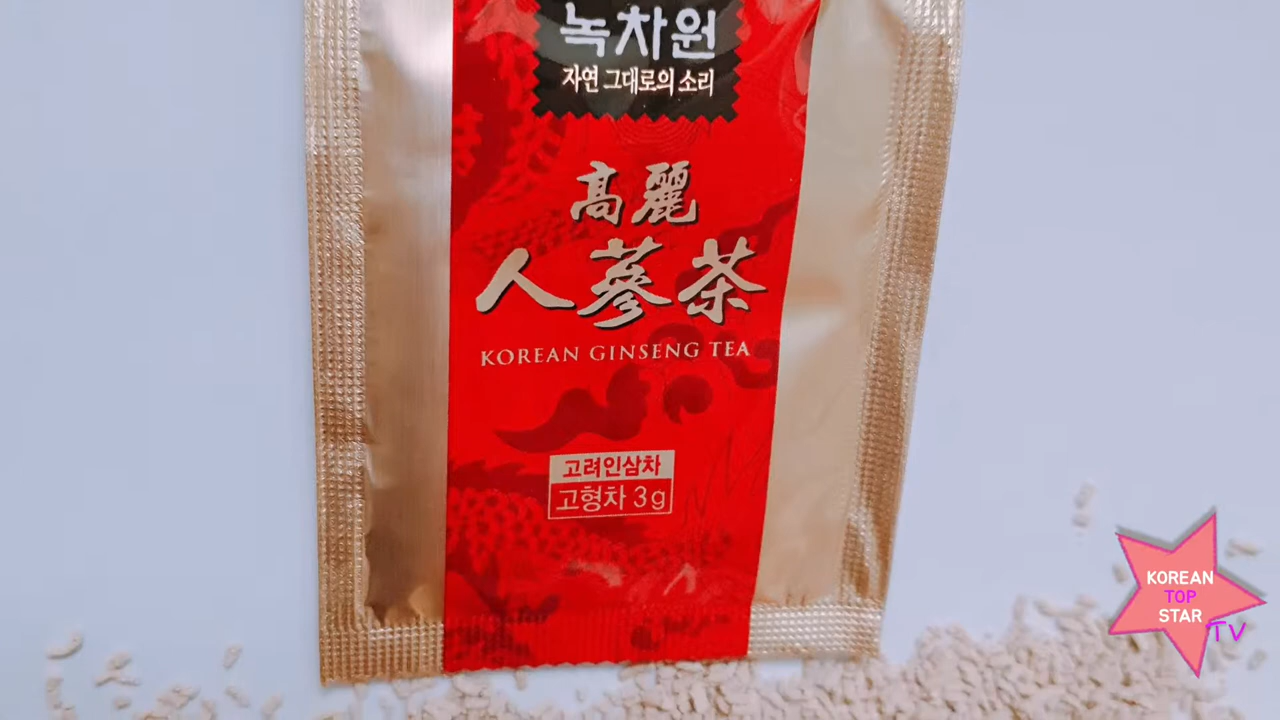 녹차원
자연 그대로의 소리
高麗
人蔘茶
KOREAN GINSENG TEA
고려인삼차
고형차 3g
KOREAN
TOP
STAR
TV